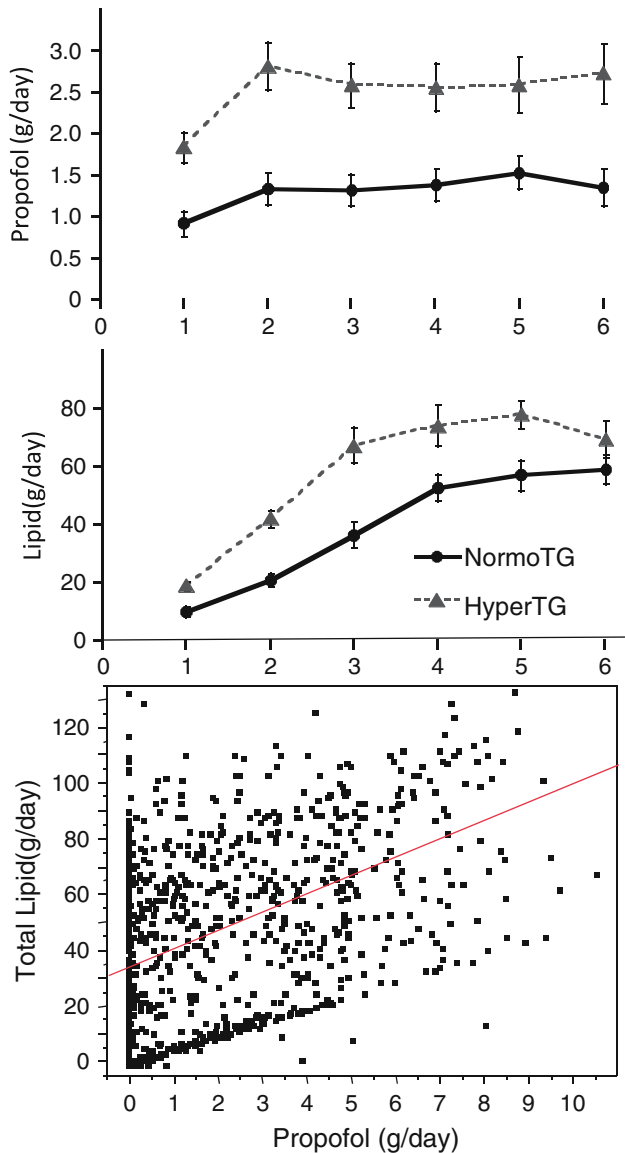 Propofol (g/day)
3.0
2.5
2.0
1.5
1.0
0.5
0
0 1 2 3 4 5 6
Lipid(g/day)
80
60
40
20
0
NormoTG
HyperTG
0 1 2 3 4 5 6
Total Lipid(g/day)
120
100
80
60
40
20
0
0 1 2 3 4 5 6 7 8 9 10
Propofol (g/day)